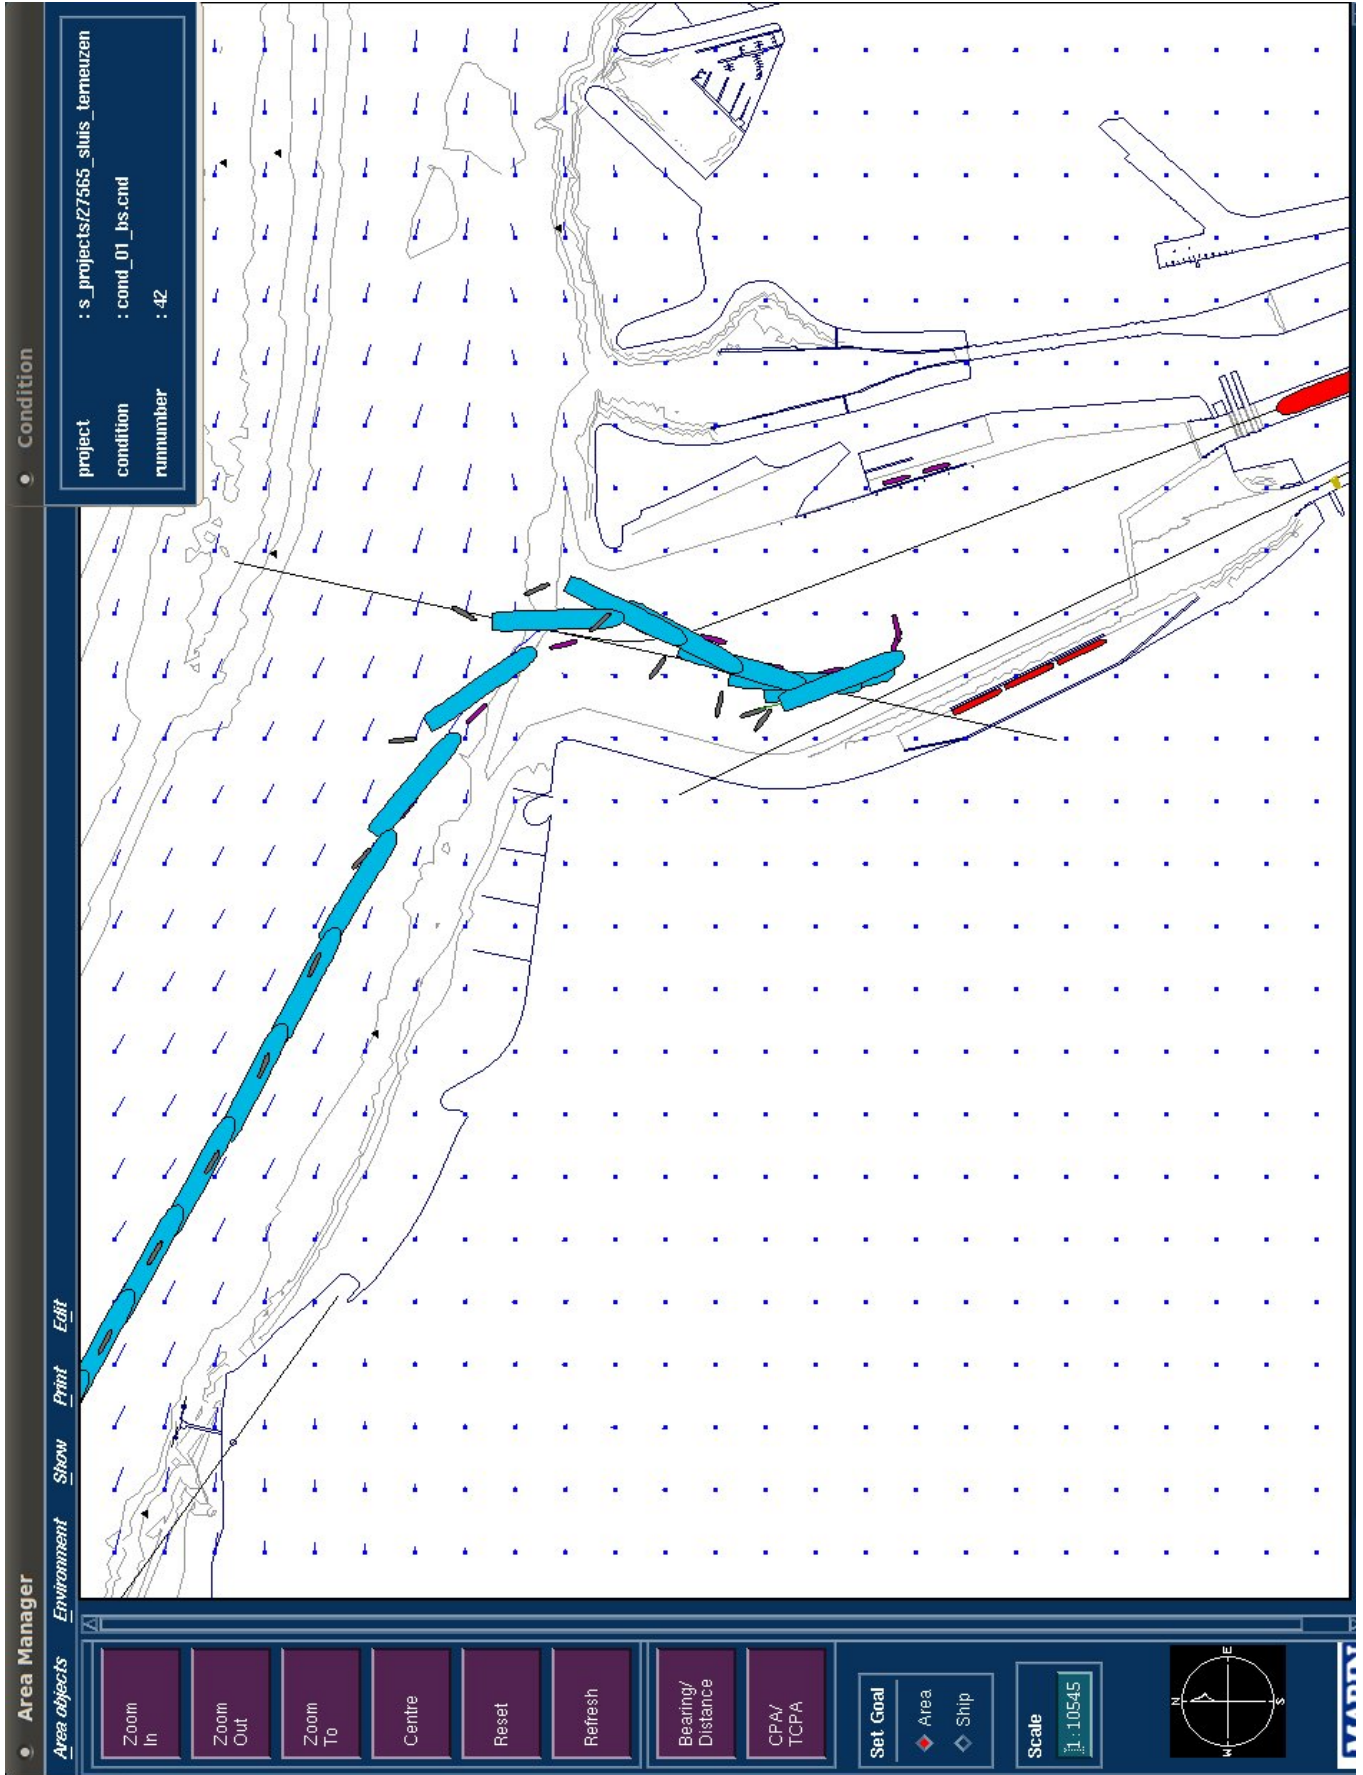 Area Manager
Condition
Area objects Environment Show Print Edit
project : s_projects/27565_sluis_terneuzen
condition : cond_01_bs.cnd
runnumber : 42
Zoom
In
Zoom
Out
Zoom
To
Centre
Reset
Refresh
Bearing/
Distance
CPA/
TCPA
Set Goal
Area
Ship
Scale
1 : 10545
N
W E
S